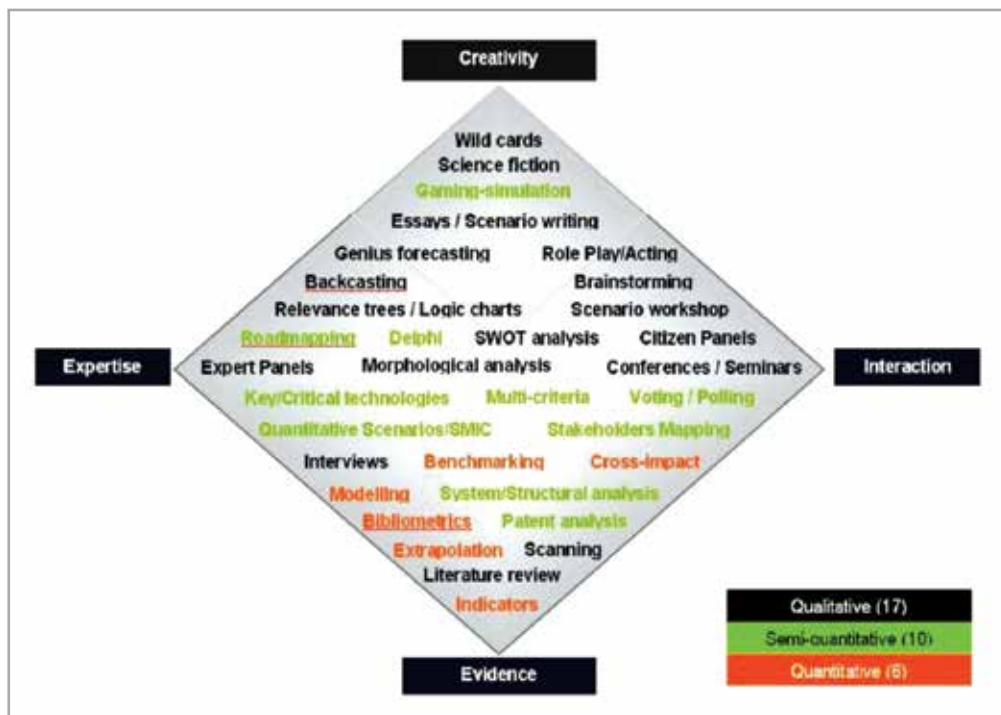 Creativity
Wild cards
Science fiction
Gaming-simulation
Essays / Scenario writing
Genius forecasting Role Play/Acting
Backcasting Brainstorming
Relevance trees / Logic charts Scenario workshop
Roadmapping Delphi SWOT analysis Citizen Panels
Expertise Expert Panels Morphological analysis Conferences / Seminars Interaction
Key/Critical technologies Multi-criteria Voting / Polling
Quantitative Scenarios/SMIC Stakeholders Mapping
Interviews Benchmarking Cross-impact
Modelling System/Structural analysis
Bibliometrics Patent analysis
Extrapolation Scanning
Literature review
Indicators
Evidence
Qualitative (17)
Semi-quantitative (10)
Quantitative (6)